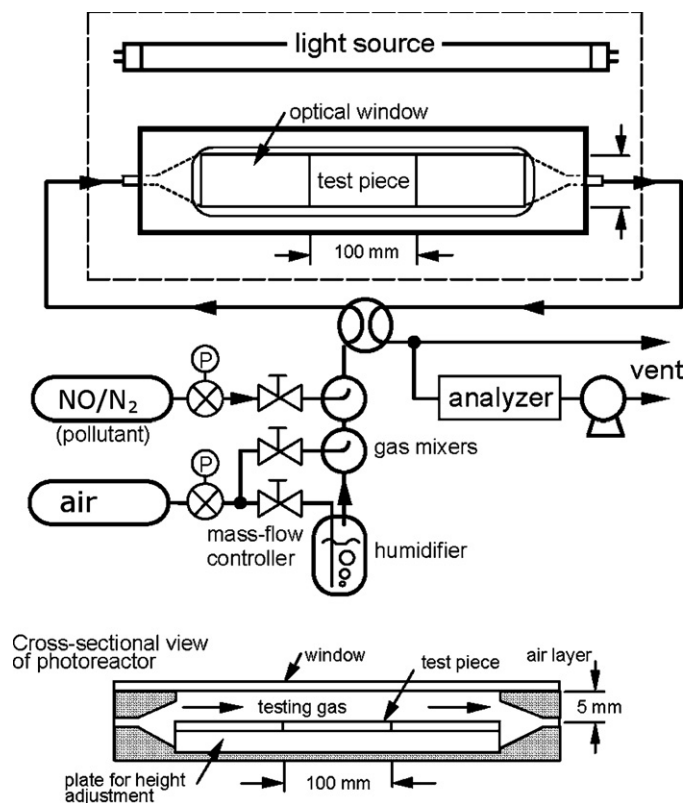 light source
optical window
test piece
100 mm
P
NO/N₂
(pollutant)
P
air
vent
analyzer
gas mixers
mass-flow
controller
humidifier
Cross-sectional view
of photoreactor
window
test piece
air layer
testing gas
5 mm
plate for height
adjustment
100 mm